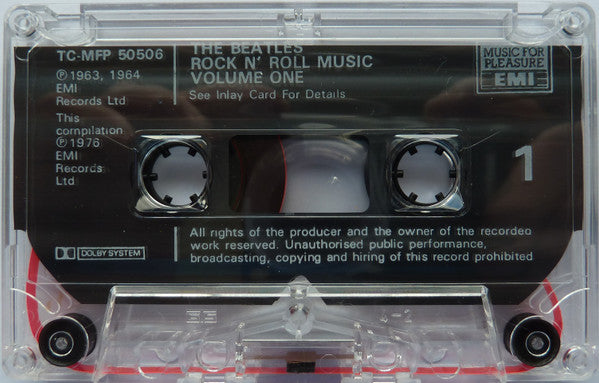 TC-MFP 50506
℗1963, 1964
EMI
Records Ltd
This
compilation
℗1976
EMI
Records
Ltd
THE BEATLES
ROCK N' ROLL MUSIC
VOLUME ONE
See Inlay Card For Details
MUSIC FOR
PLEASURE
EMI
1
DOLBY SYSTEM
All rights of the producer and the owner of the recorded
work reserved. Unauthorised public performance,
broadcasting, copying and hiring of this record prohibited